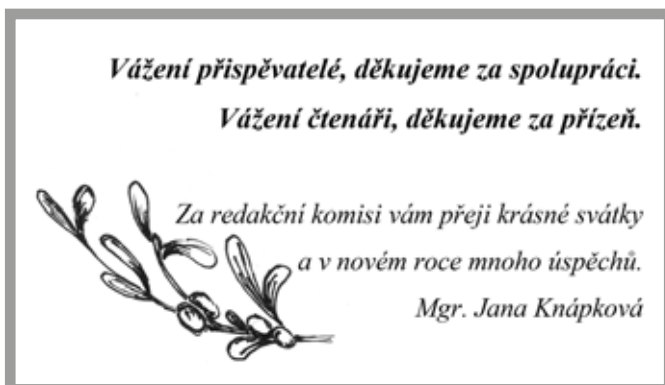 Vážení přispěvatelé, děkujeme za spolupráci.
Vážení čtenáři, děkujeme za přízeň.
Za redakční komisi vám přeji krásné svátky
a v novém roce mnoho úspěchů.
Mgr. Jana Knápková